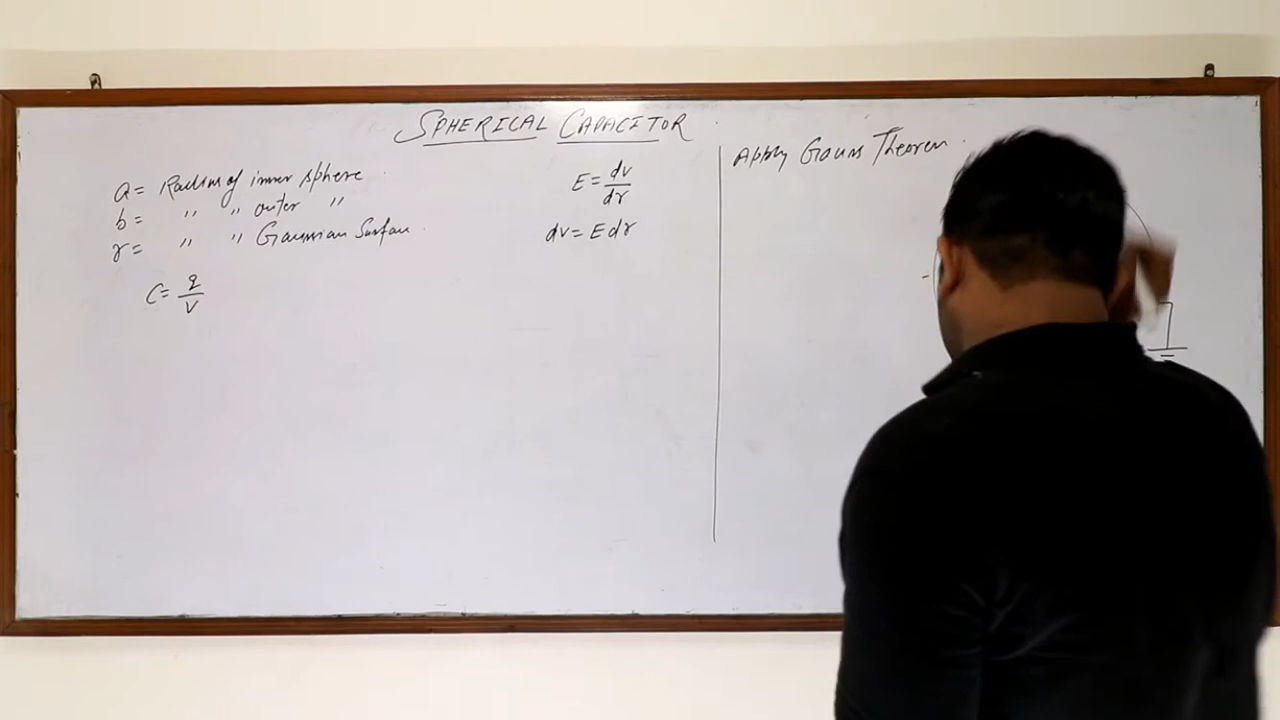 SPHERICAL CAPACITOR
a = Radius of inner sphere
b = " " outer "
r = " " Gaussian Surface
C = q/V
E = dv/dr
dv = E dr
Apply Gauss Theorem
-